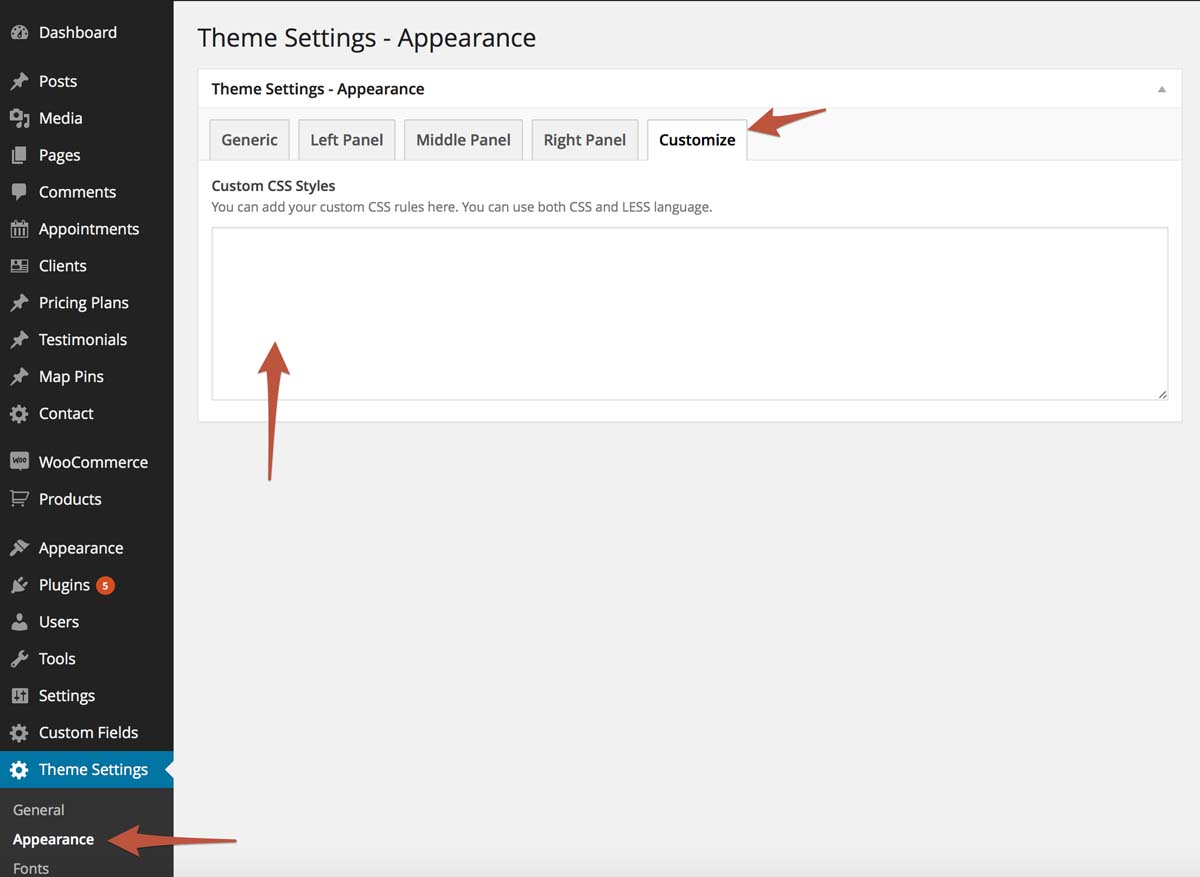 Dashboard
Posts
Media
Pages
Comments
Appointments
Clients
Pricing Plans
Testimonials
Map Pins
Contact
WOO WooCommerce
Products
Appearance
Plugins 5
Users
Tools
Settings
Custom Fields
Theme Settings
General
Appearance
Fonts
Theme Settings - Appearance
Theme Settings - Appearance
Generic Left Panel Middle Panel Right Panel Customize
Custom CSS Styles
You can add your custom CSS rules here. You can use both CSS and LESS language.